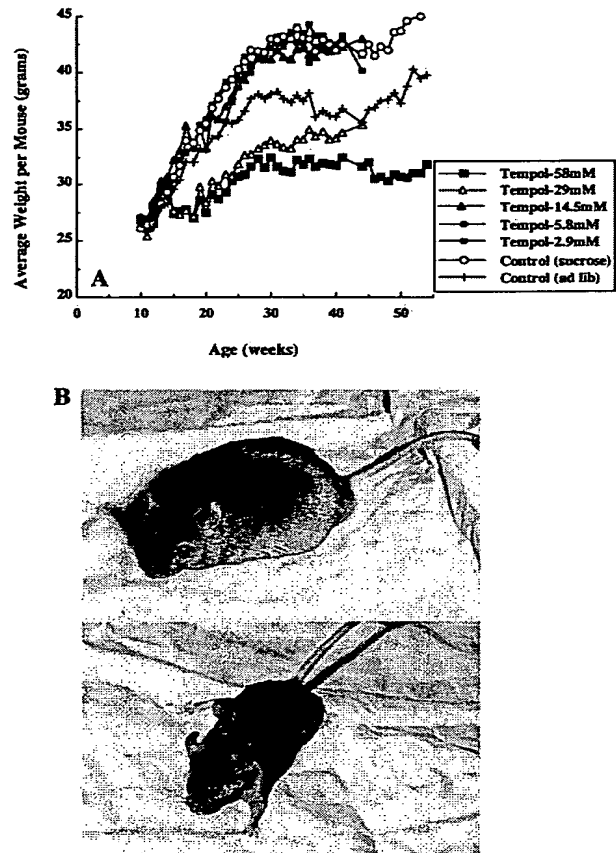 45
40
35
30
25
20
Average Weight per Mouse (grams)
A
0
10
20
30
40
50
Age (weeks)
Tempol-58mM
Tempol-29mM
Tempol-14.5mM
Tempol-5.8mM
Tempol-2.9mM
Control (sucrose)
Control (ad lib)
B